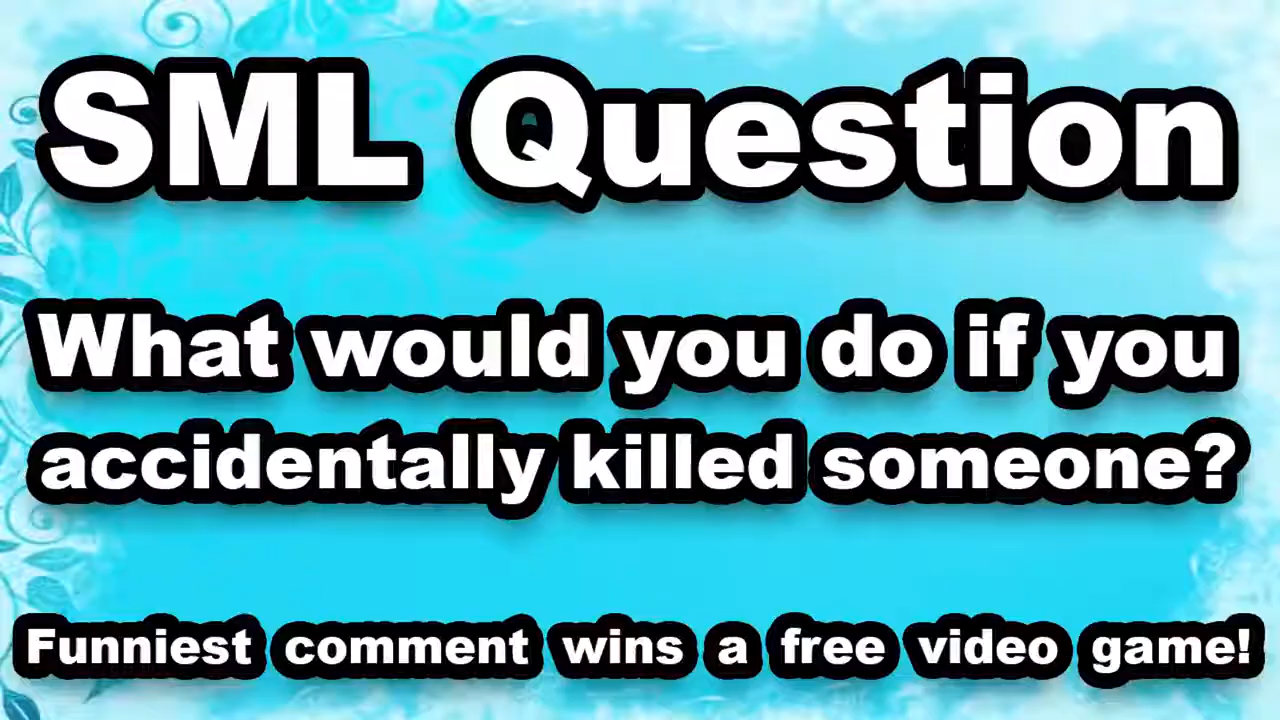 SML Question
What would you do if you
accidentally killed someone?
Funniest comment wins a free video game!